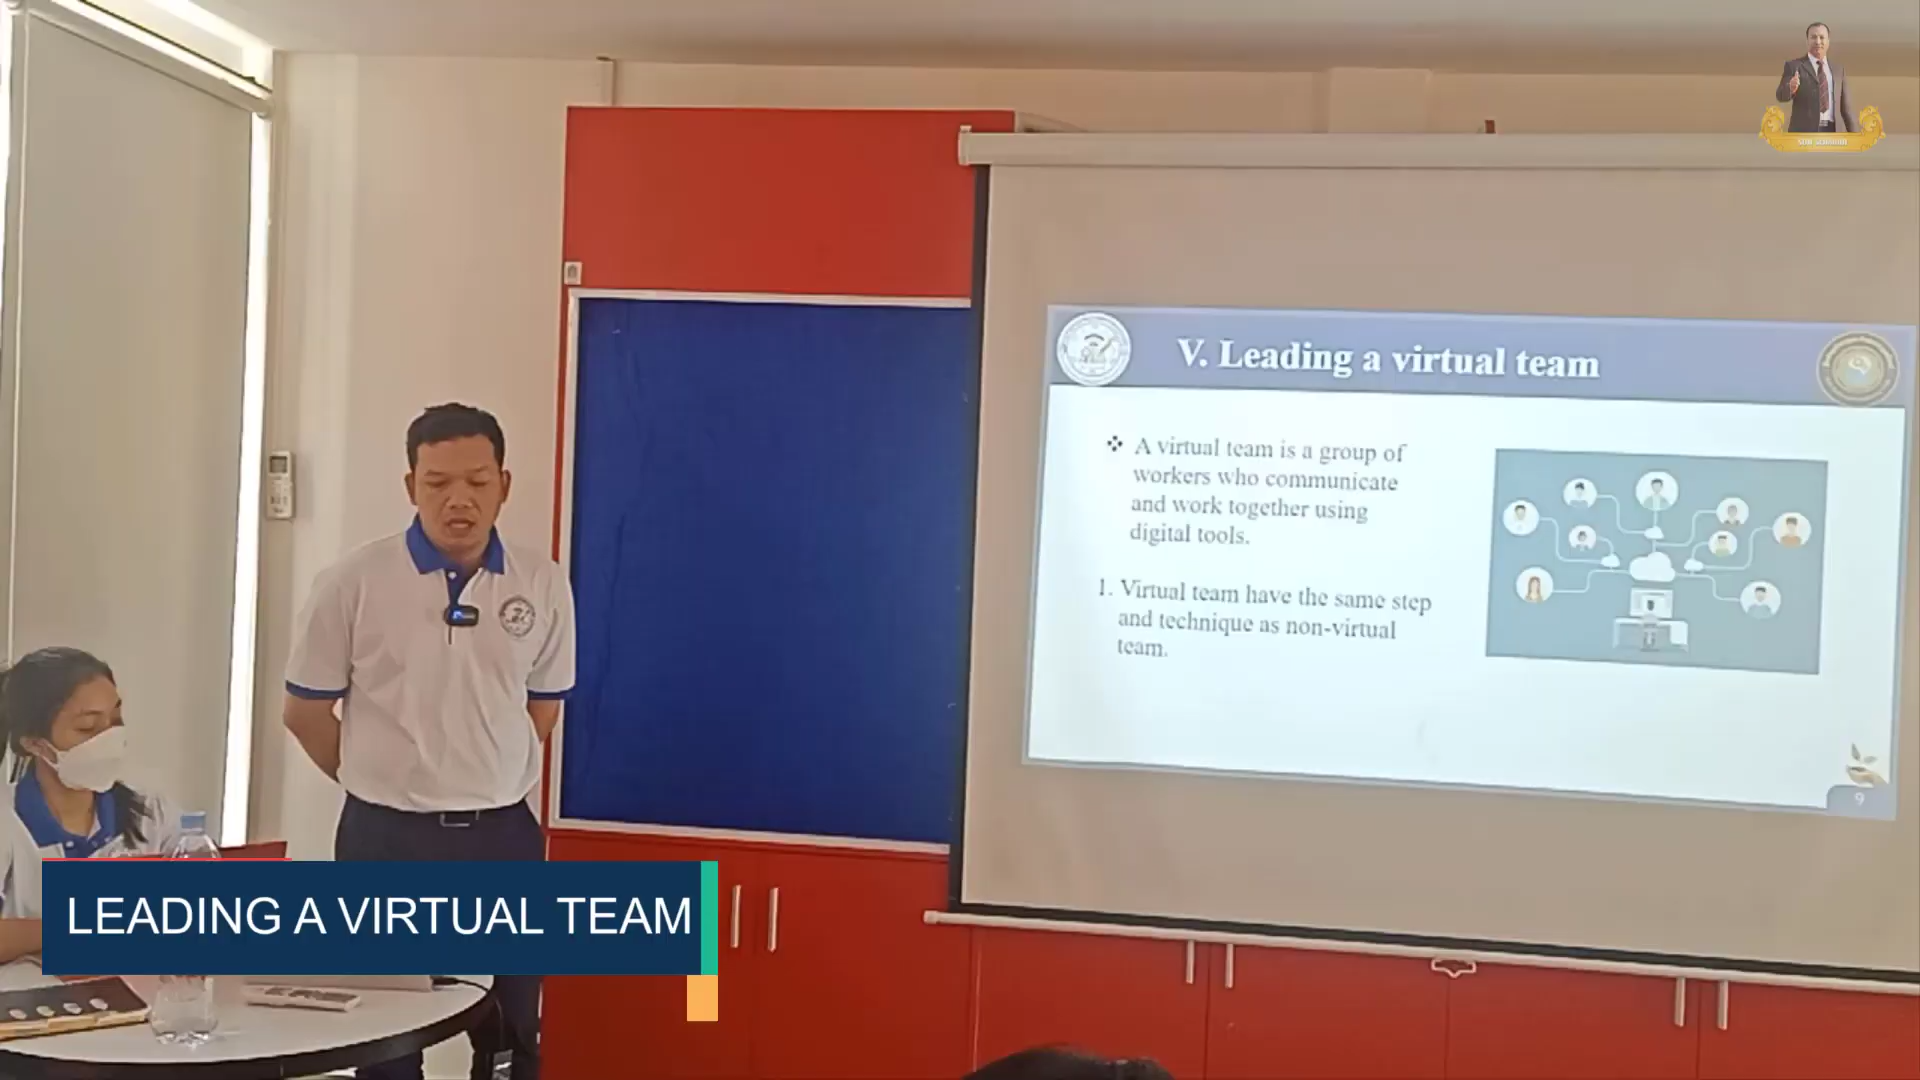 V. Leading a virtual team
❖ A virtual team is a group of
workers who communicate
and work together using
digital tools.
1. Virtual team have the same step
and technique as non-virtual
team.
9
LEADING A VIRTUAL TEAM